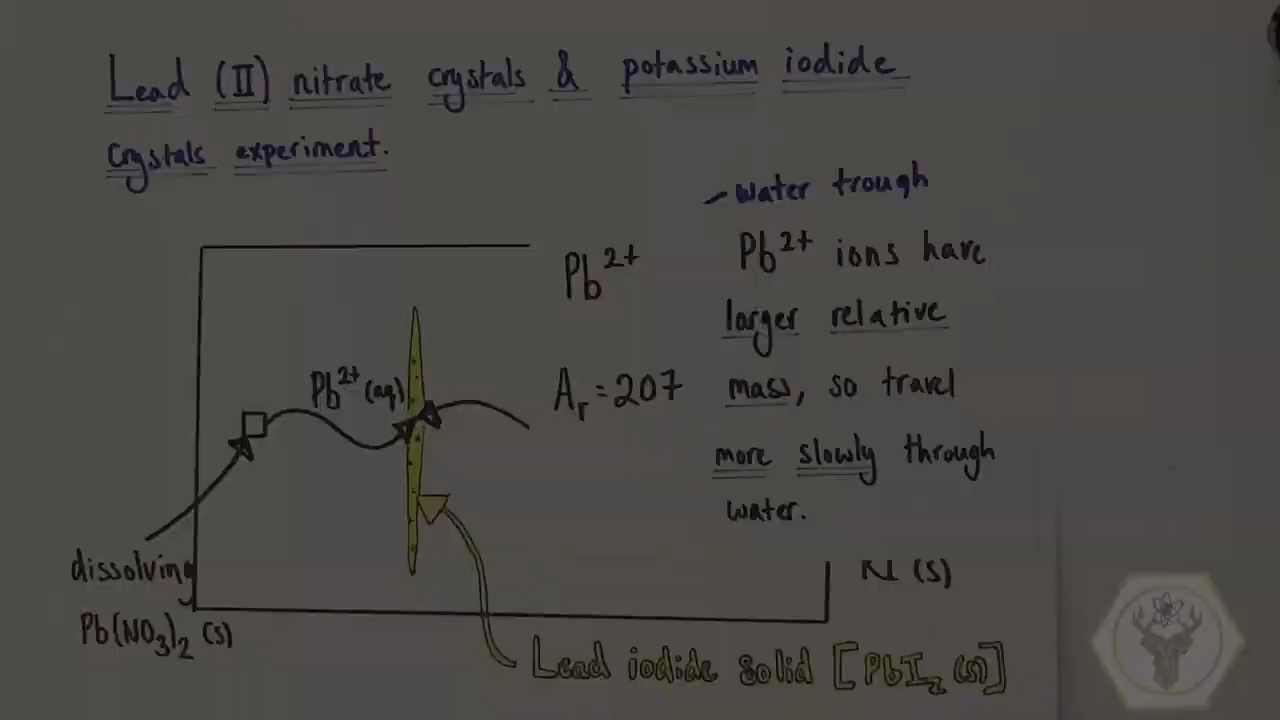 Lead (II) nitrate crystals & potassium iodide
crystals experiment.
water trough
Pb²⁺
Pb²⁺ ions have
larger relative
Pb²⁺(aq)
Aᵣ=207
mass, so travel
more slowly through
water.
dissolving
Pb(NO₃)₂ (s)
(s)
Lead iodide solid [PbI₂(s)]